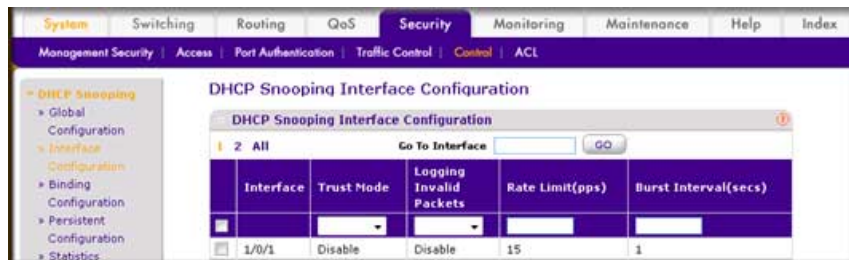 System Switching Routing QoS Security Monitoring Maintenance Help Index
Management Security | Access | Port Authentication | Traffic Control | Control | ACL
DHCP Snooping
» Global
Configuration
» Interface
Configuration
» Binding
Configuration
» Persistent
Configuration
» Statistics
DHCP Snooping Interface Configuration
DHCP Snooping Interface Configuration
1 2 All Go To Interface GO
Interface Trust Mode Logging Invalid Packets Rate Limit(pps) Burst Interval(secs)
1/0/1 Disable Disable 15 1